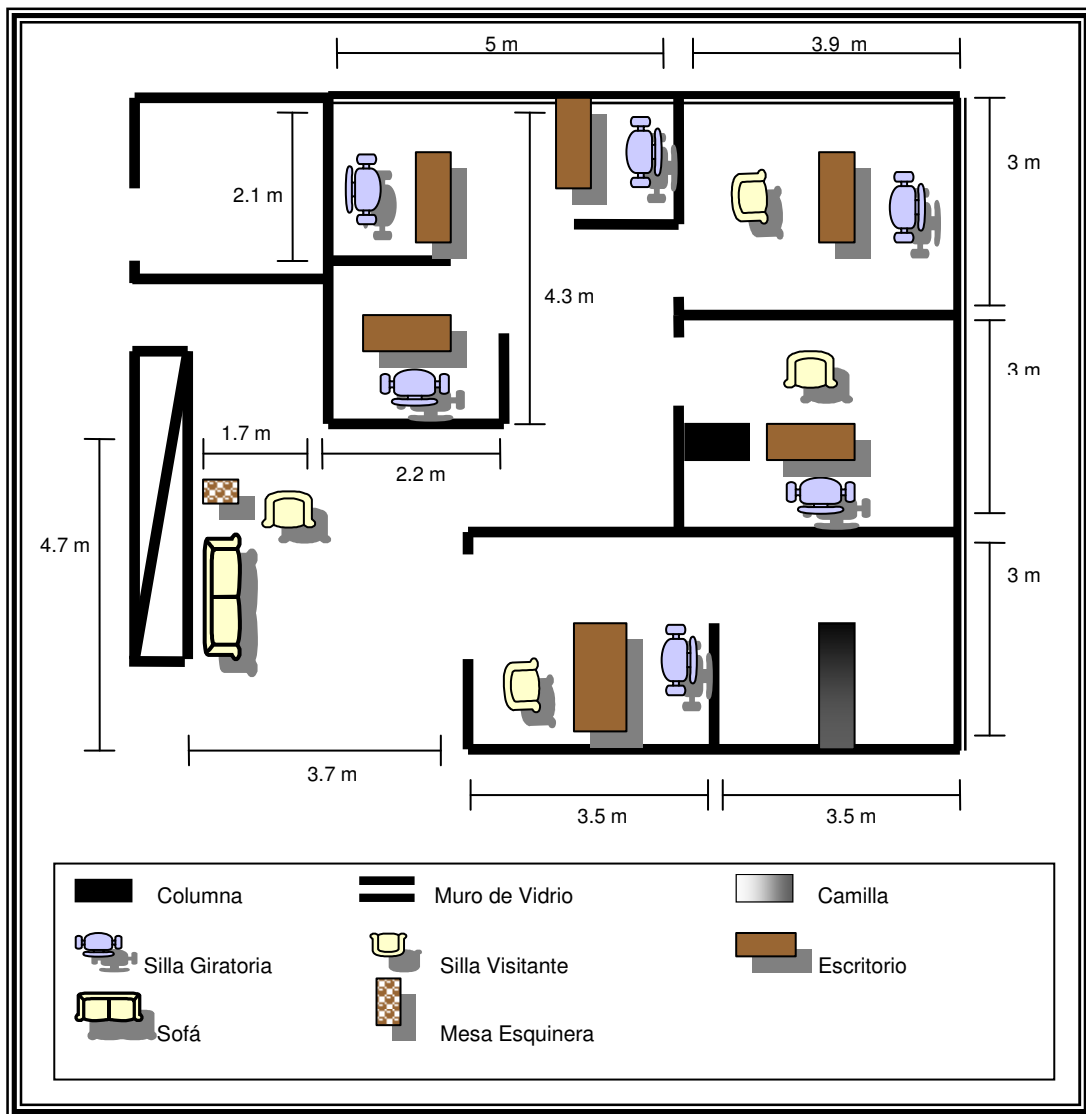 5 m
3.9 m
3 m
2.1 m
4.3 m
3 m
1.7 m
2.2 m
4.7 m
3 m
3.7 m
3.5 m
3.5 m
Columna
Muro de Vidrio
Camilla
Silla Giratoria
Silla Visitante
Escritorio
Sofá
Mesa Esquinera